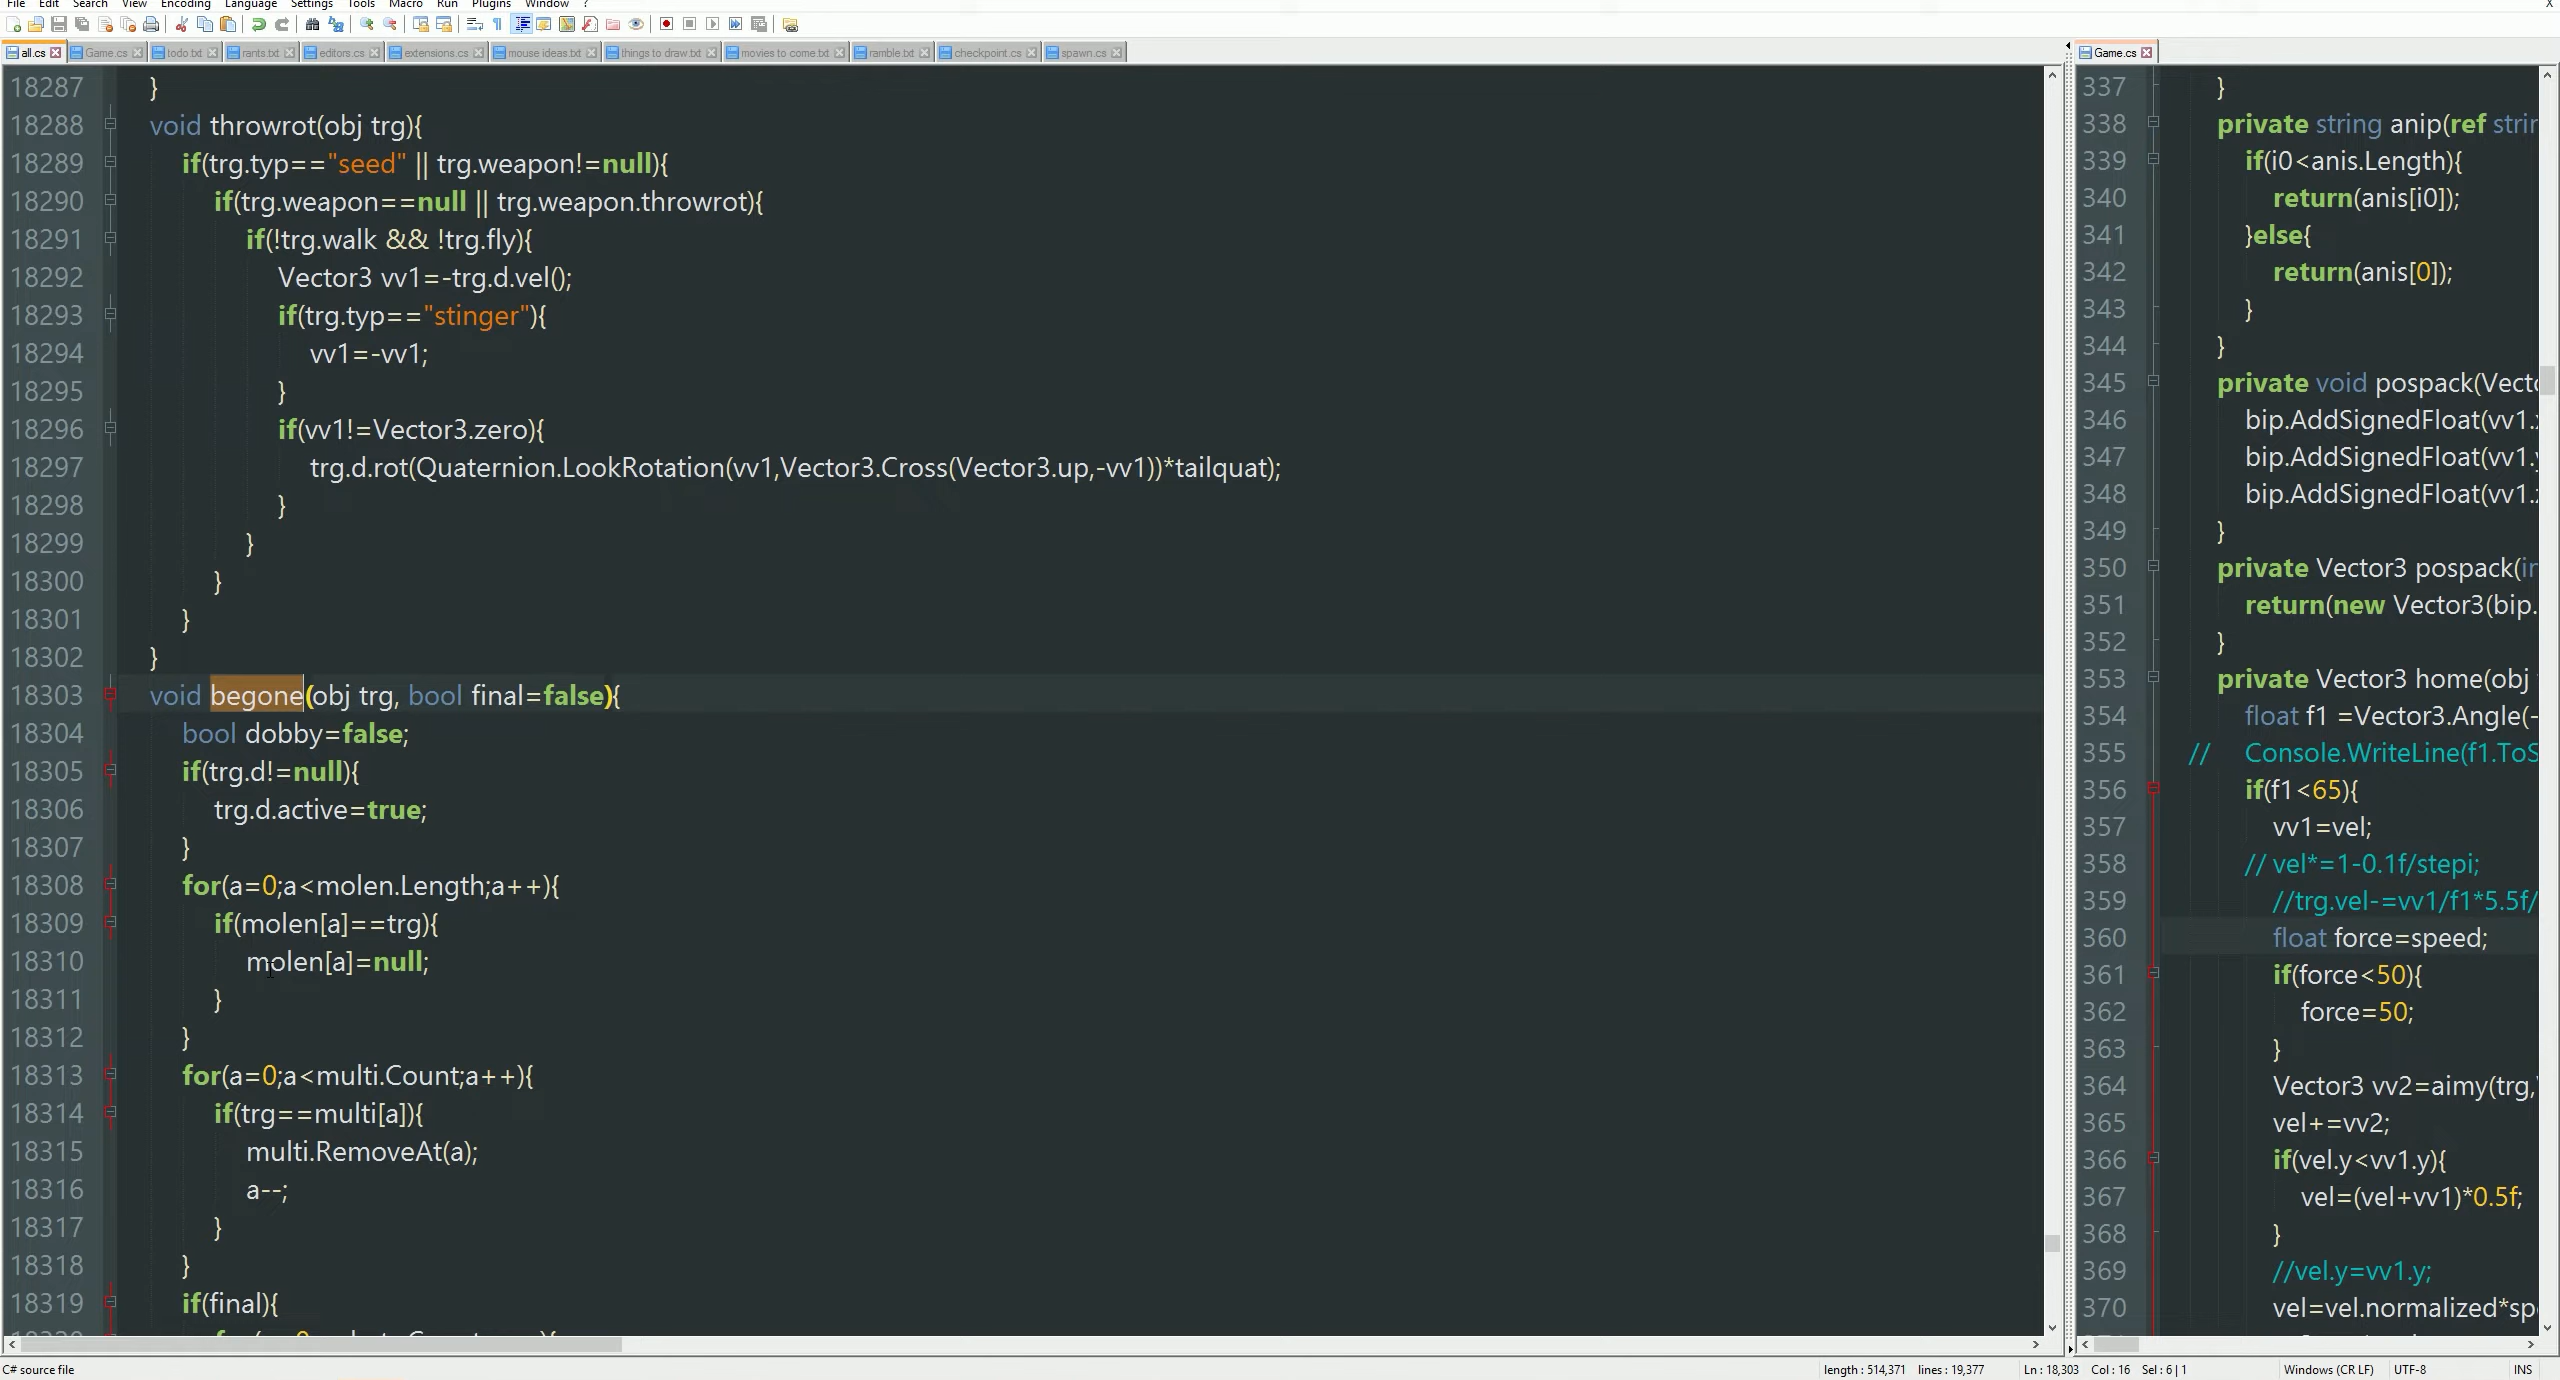 File Edit Search View Encoding Language Settings Tools Macro Run Plugins Window ? X
all.cs Game.cs todo.txt rants.txt editors.cs extensions.cs mouse ideas.txt things to draw.txt movies to come.txt ramble.txt checkpoint.cs spawn.cs
18287 }
18288 void throwrot(obj trg){
18289 if(trg.typ=="seed" || trg.weapon!=null){
18290 if(trg.weapon==null || trg.weapon.throwrot){
18291 if(!trg.walk && !trg.fly){
18292 Vector3 vv1=-trg.d.vel();
18293 if(trg.typ=="stinger"){
18294 vv1=-vv1;
18295 }
18296 if(vv1!=Vector3.zero){
18297 trg.d.rot(Quaternion.LookRotation(vv1,Vector3.Cross(Vector3.up,-vv1))*tailquat);
18298 }
18299 }
18300 }
18301 }
18302 }
18303 void begone(obj trg, bool final=false){
18304 bool dobby=false;
18305 if(trg.d!=null){
18306 trg.d.active=true;
18307 }
18308 for(a=0;a<molen.Length;a++){
18309 if(molen[a]==trg){
18310 molen[a]=null;
18311 }
18312 }
18313 for(a=0;a<multi.Count;a++){
18314 if(trg==multi[a]){
18315 multi.RemoveAt(a);
18316 a--;
18317 }
18318 }
18319 if(final){
Game.cs
337 }
338 private string anip(ref strin
339 if(i0<anis.Length){
340 return(anis[i0]);
341 }else{
342 return(anis[0]);
343 }
344 }
345 private void pospack(Vect
346 bip.AddSignedFloat(vv1.
347 bip.AddSignedFloat(vv1.
348 bip.AddSignedFloat(vv1.
349 }
350 private Vector3 pospack(
351 return(new Vector3(bip.
352 }
353 private Vector3 home(obj
354 float f1 =Vector3.Angle(-
355 // Console.WriteLine(f1.ToS
356 if(f1<65){
357 vv1=vel;
358 // vel*=1-0.1f/stepi;
359 //trg.vel-=vv1/f1*5.5f/
360 float force=speed;
361 if(force<50){
362 force=50;
363 }
364 Vector3 vv2=aimy(trg,
365 vel+=vv2;
366 if(vel.y<vv1.y){
367 vel=(vel+vv1)*0.5f;
368 }
369 //vel.y=vv1.y;
370 vel=vel.normalized*sp
C# source file length : 514,371 lines : 19,377 Ln : 18,303 Col : 16 Sel : 6 | 1 Windows (CR LF) UTF-8 INS